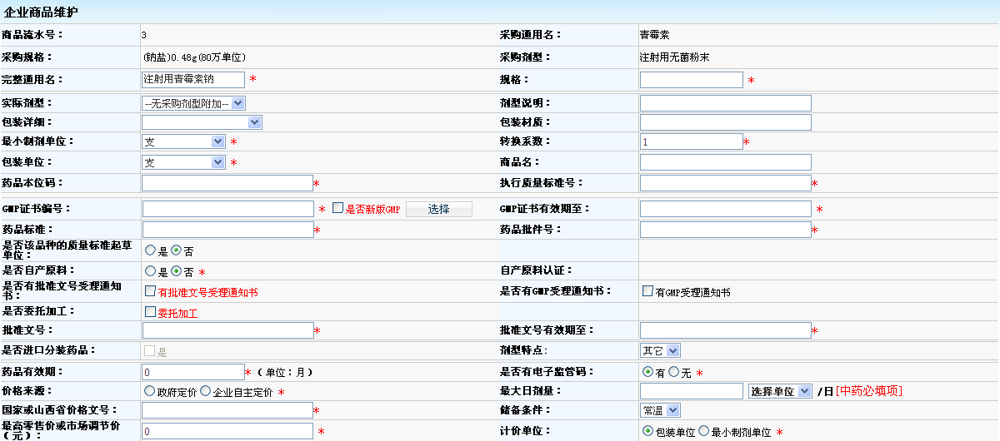 企业商品维护
商品流水号： 3 采购通用名： 青霉素
采购规格： (钠盐)0.48g(80万单位) 采购剂型： 注射用无菌粉末
完整通用名： 注射用青霉素钠 * 规格： *
实际剂型： --无采购剂型附加-- 剂型说明：
包装详细： 包装材质：
最小制剂单位： 支 * 转换系数： 1 *
包装单位： 支 * 商品名：
药品本位码： * 执行质量标准号： *
GMP证书编号： * 是否新版GMP 选择 GMP证书有效期至： *
药品标准： * 药品批件号： *
是否该品种的质量标准起草
单位： 是 否
是否自产原料： 是 否 * 自产原料认证：
是否有批准文号受理通知
书： 有批准文号受理通知书 是否有GMP受理通知书： 有GMP受理通知书
是否委托加工： 委托加工
批准文号： * 批准文号有效期至： *
是否进口分装药品： 是 剂型特点: 其它
药品有效期： 0 * （单位：月） 是否有电子监管码： 有 无 *
价格来源： 政府定价 企业自主定价 * 最大日剂量： 选择单位 /日[中药必填项]
国家或山西省价格文号： * 储备条件： 常温
最高零售价或市场调节价
（元）： 0 * 计价单位： 包装单位 最小制剂单位 *